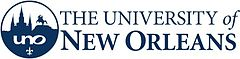 uno
THE UNIVERSITY of
NEW ORLEANS